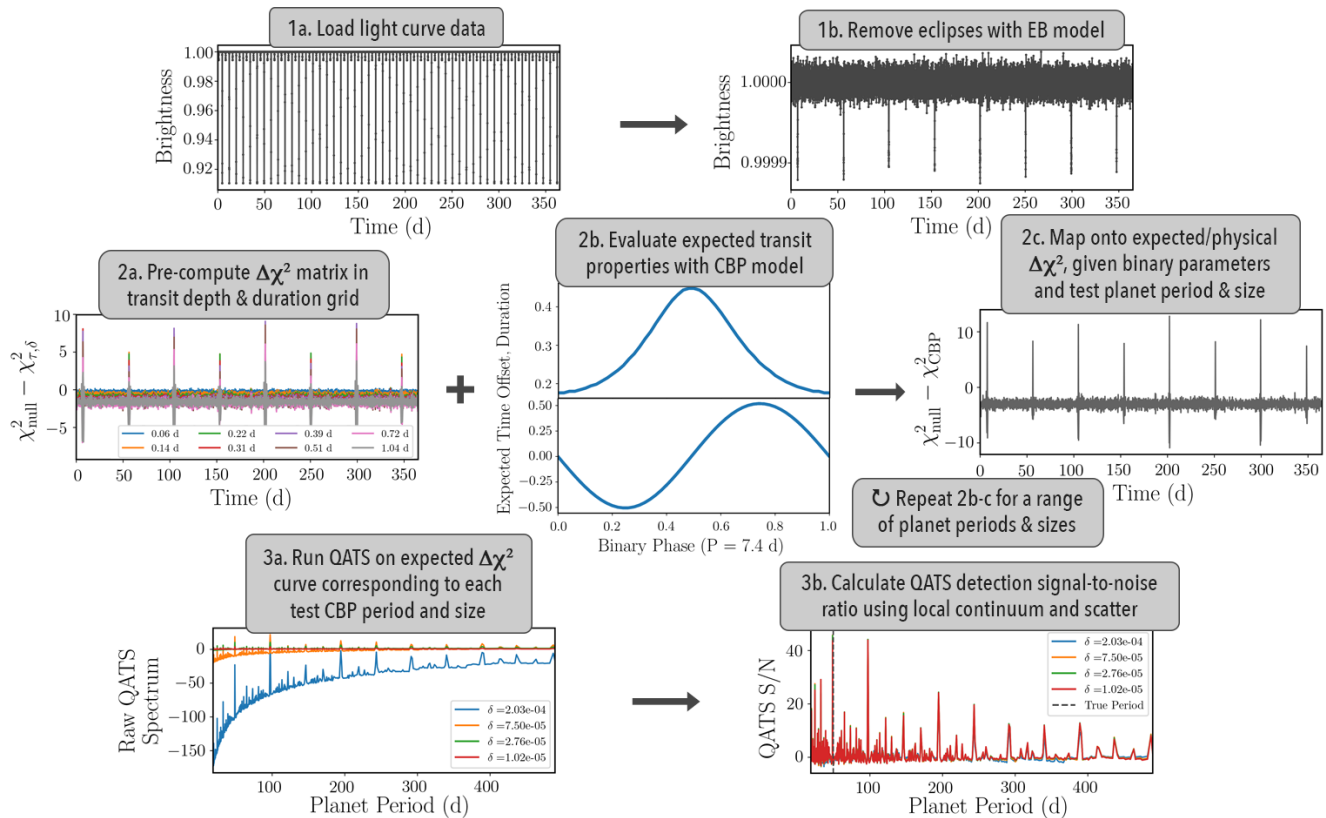 1a. Load light curve data
1.00
0.98
0.96
0.94
0.92
Brightness
0 50 100 150 200 250 300 350
Time (d)
1b. Remove eclipses with EB model
1.0000
0.9999
Brightness
0 50 100 150 200 250 300 350
Time (d)
2a. Pre-compute Δχ² matrix in
transit depth & duration grid
10
5
0
−5
χ²null − χ²τ,δ
0.06 d 0.22 d 0.39 d 0.72 d
0.14 d 0.31 d 0.51 d 1.04 d
0 50 100 150 200 250 300 350
Time (d)
2b. Evaluate expected transit
properties with CBP model
0.4
0.3
0.2
0.50
0.25
0.00
−0.25
−0.50
Expected Time Offset, Duration
0.0 0.2 0.4 0.6 0.8 1.0
Binary Phase (P = 7.4 d)
2c. Map onto expected/physical
Δχ², given binary parameters
and test planet period & size
10
0
−10
χ²null − χ²CBP
0 50 100 150 200 250 300 350
Time (d)
↻ Repeat 2b-c for a range
of planet periods & sizes
3a. Run QATS on expected Δχ²
curve corresponding to each
test CBP period and size
0
−50
−100
−150
Raw QATS
Spectrum
δ =2.03e-04
δ =7.50e-05
δ =2.76e-05
δ =1.02e-05
100 200 300 400
Planet Period (d)
3b. Calculate QATS detection signal-to-noise
ratio using local continuum and scatter
40
20
0
QATS S/N
δ =2.03e-04
δ =7.50e-05
δ =2.76e-05
δ =1.02e-05
True Period
100 200 300 400
Planet Period (d)